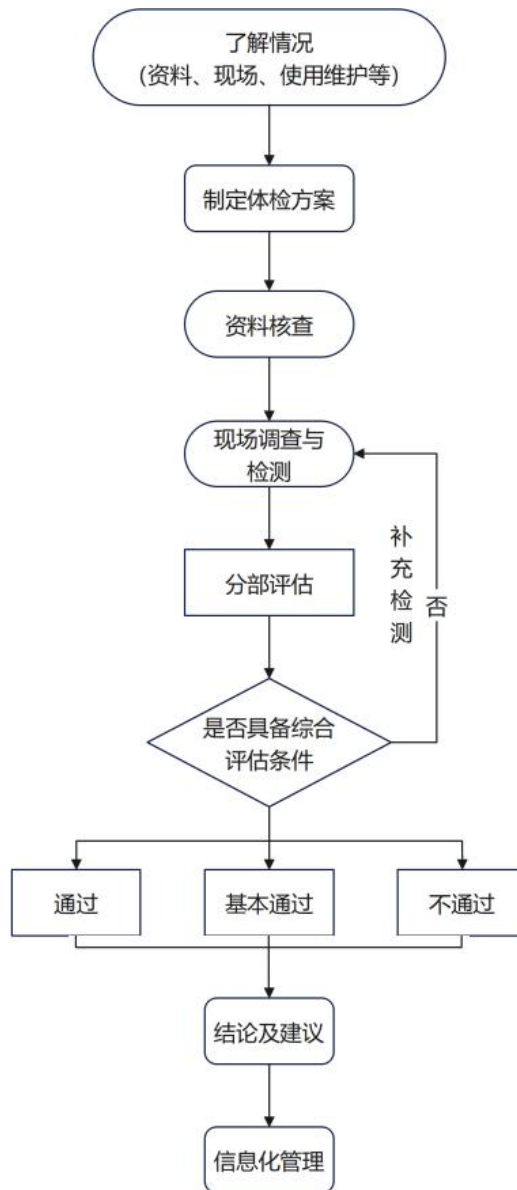 了解情况
（资料、现场、使用维护等）
制定体检方案
资料核查
现场调查与
检测
分部评估
补充检测
否
是否具备综合
评估条件
通过
基本通过
不通过
结论及建议
信息化管理